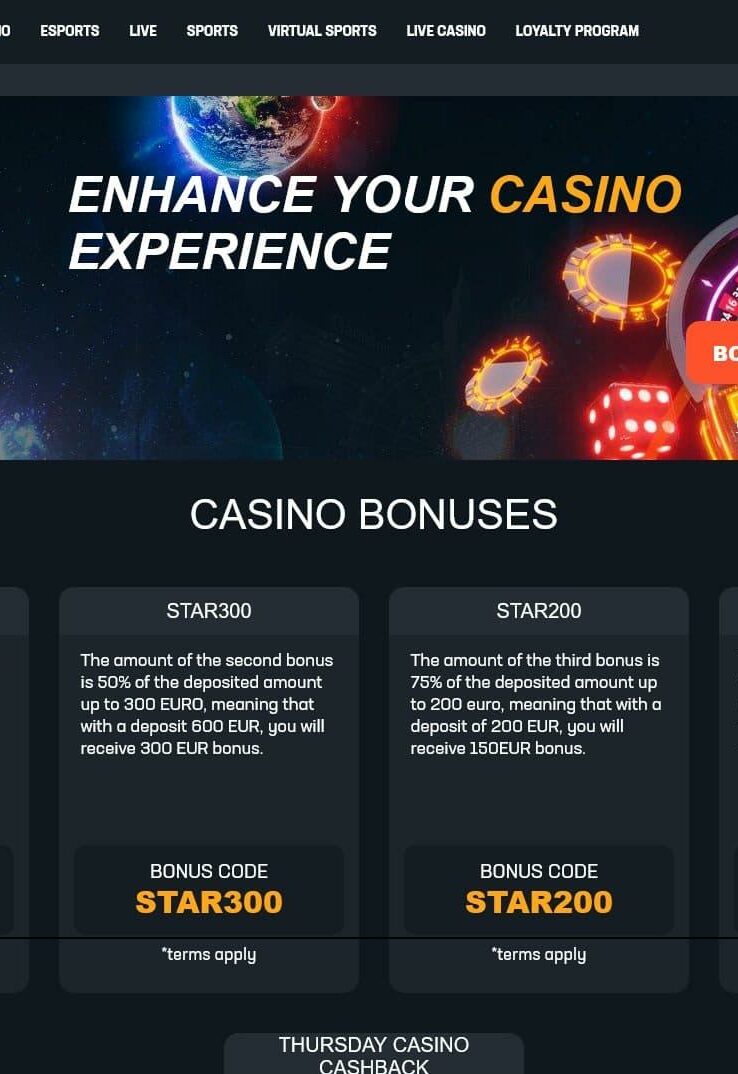 ESPORTS LIVE SPORTS VIRTUAL SPORTS LIVE CASINO LOYALTY PROGRAM
ENHANCE YOUR CASINO
EXPERIENCE
CASINO BONUSES
STAR300
The amount of the second bonus
is 50% of the deposited amount
up to 300 EURO, meaning that
with a deposit 600 EUR, you will
receive 300 EUR bonus.
BONUS CODE
STAR300
*terms apply
STAR200
The amount of the third bonus is
75% of the deposited amount up
to 200 euro, meaning that with a
deposit of 200 EUR, you will
receive 150EUR bonus.
BONUS CODE
STAR200
*terms apply
THURSDAY CASINO
CASHBACK